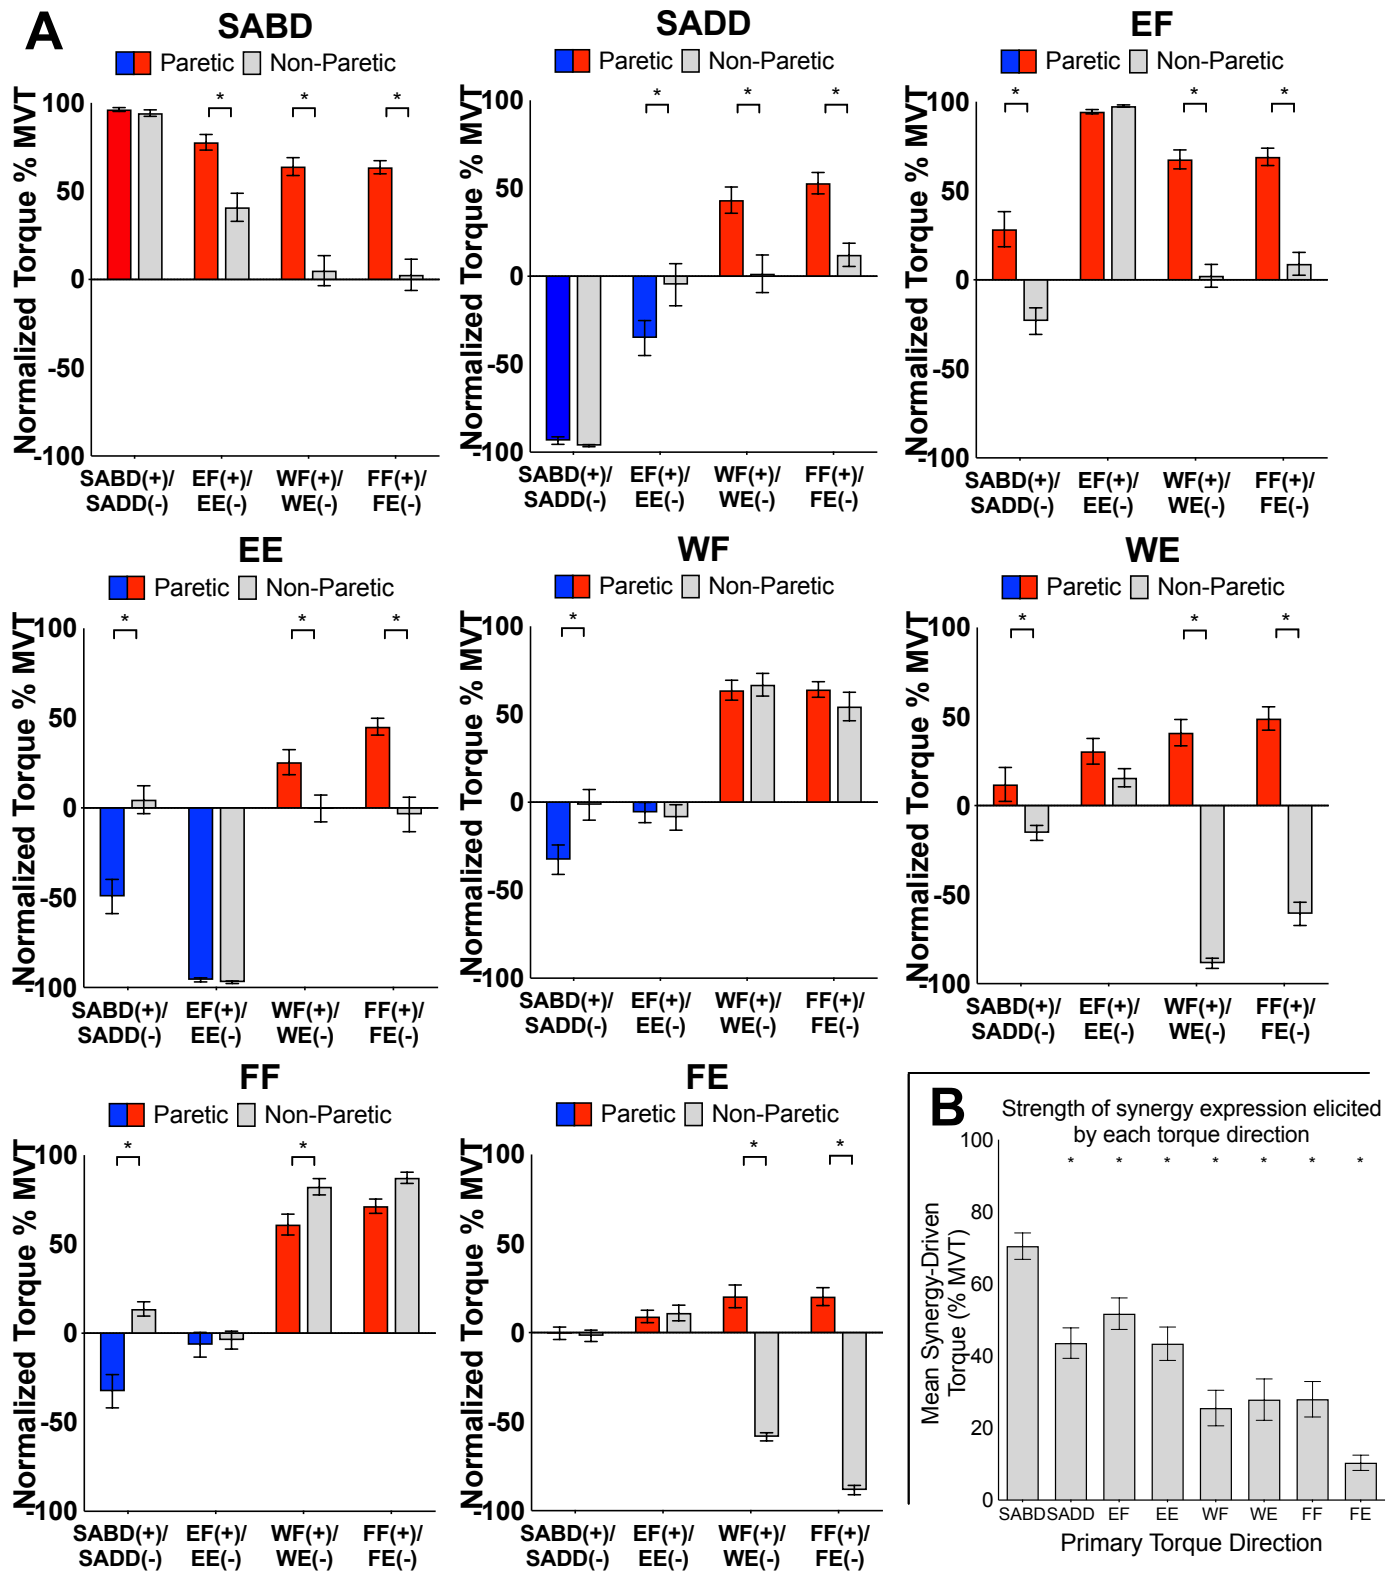 A
SABD
Paretic Non-Paretic
Normalized Torque % MVT
100
50
0
-50
-100
* * *
SABD(+)/ EF(+)/ WF(+)/ FF(+)/
SADD(-) EE(-) WE(-) FE(-)
SADD
Paretic Non-Paretic
Normalized Torque % MVT
100
50
0
-50
-100
* * *
SABD(+)/ EF(+)/ WF(+)/ FF(+)/
SADD(-) EE(-) WE(-) FE(-)
EF
Paretic Non-Paretic
Normalized Torque % MVT
100
50
0
-50
-100
* * *
SABD(+)/ EF(+)/ WF(+)/ FF(+)/
SADD(-) EE(-) WE(-) FE(-)
EE
Paretic Non-Paretic
Normalized Torque % MVT
100
50
0
-50
-100
* * *
SABD(+)/ EF(+)/ WF(+)/ FF(+)/
SADD(-) EE(-) WE(-) FE(-)
WF
Paretic Non-Paretic
Normalized Torque % MVT
100
50
0
-50
-100
*
SABD(+)/ EF(+)/ WF(+)/ FF(+)/
SADD(-) EE(-) WE(-) FE(-)
WE
Paretic Non-Paretic
Normalized Torque % MVT
100
50
0
-50
-100
* * *
SABD(+)/ EF(+)/ WF(+)/ FF(+)/
SADD(-) EE(-) WE(-) FE(-)
FF
Paretic Non-Paretic
Normalized Torque % MVT
100
50
0
-50
-100
* *
SABD(+)/ EF(+)/ WF(+)/ FF(+)/
SADD(-) EE(-) WE(-) FE(-)
FE
Paretic Non-Paretic
Normalized Torque % MVT
100
50
0
-50
-100
* *
SABD(+)/ EF(+)/ WF(+)/ FF(+)/
SADD(-) EE(-) WE(-) FE(-)
B
Strength of synergy expression elicited
by each torque direction
Mean Synergy-Driven
Torque (% MVT)
100
80
60
40
20
0
* * * * * * *
SABD SADD EF EE WF WE FF FE
Primary Torque Direction